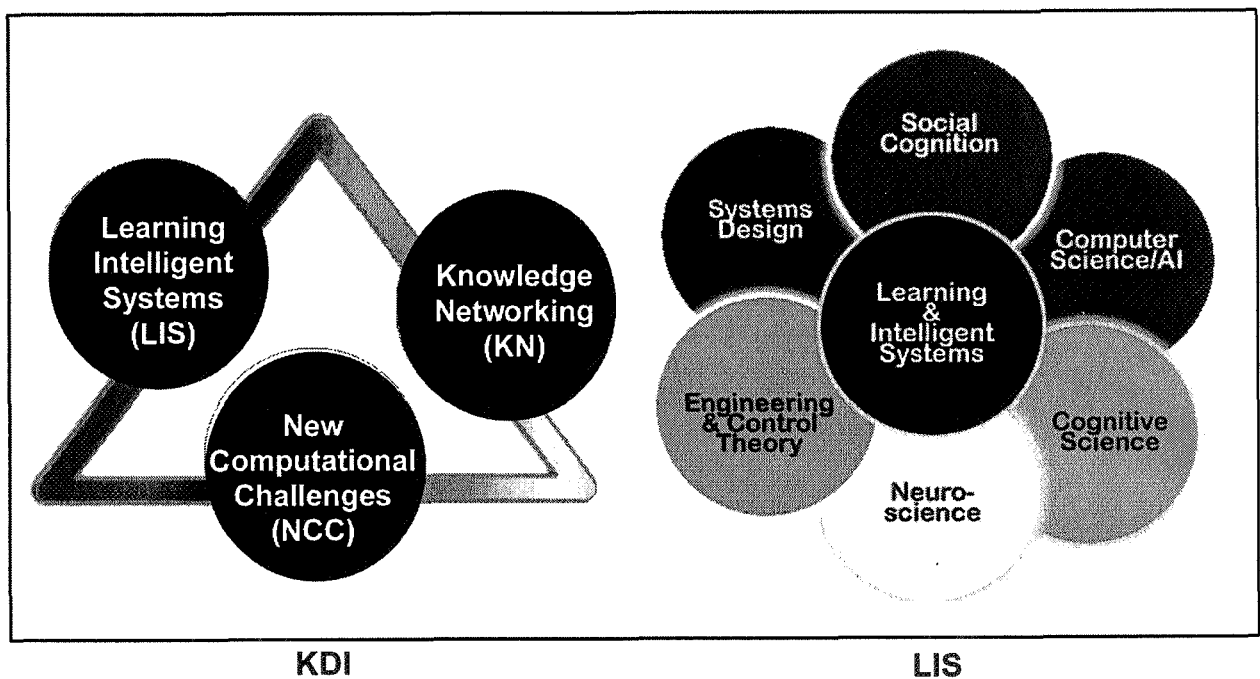 Learning
Intelligent
Systems
(LIS)
Knowledge
Networking
(KN)
New
Computational
Challenges
(NCC)
KDI
Social
Cognition
Systems
Design
Computer
Science/AI
Learning
&
Intelligent
Systems
Engineering
& Control
Theory
Cognitive
Science
Neuro-
science
LIS